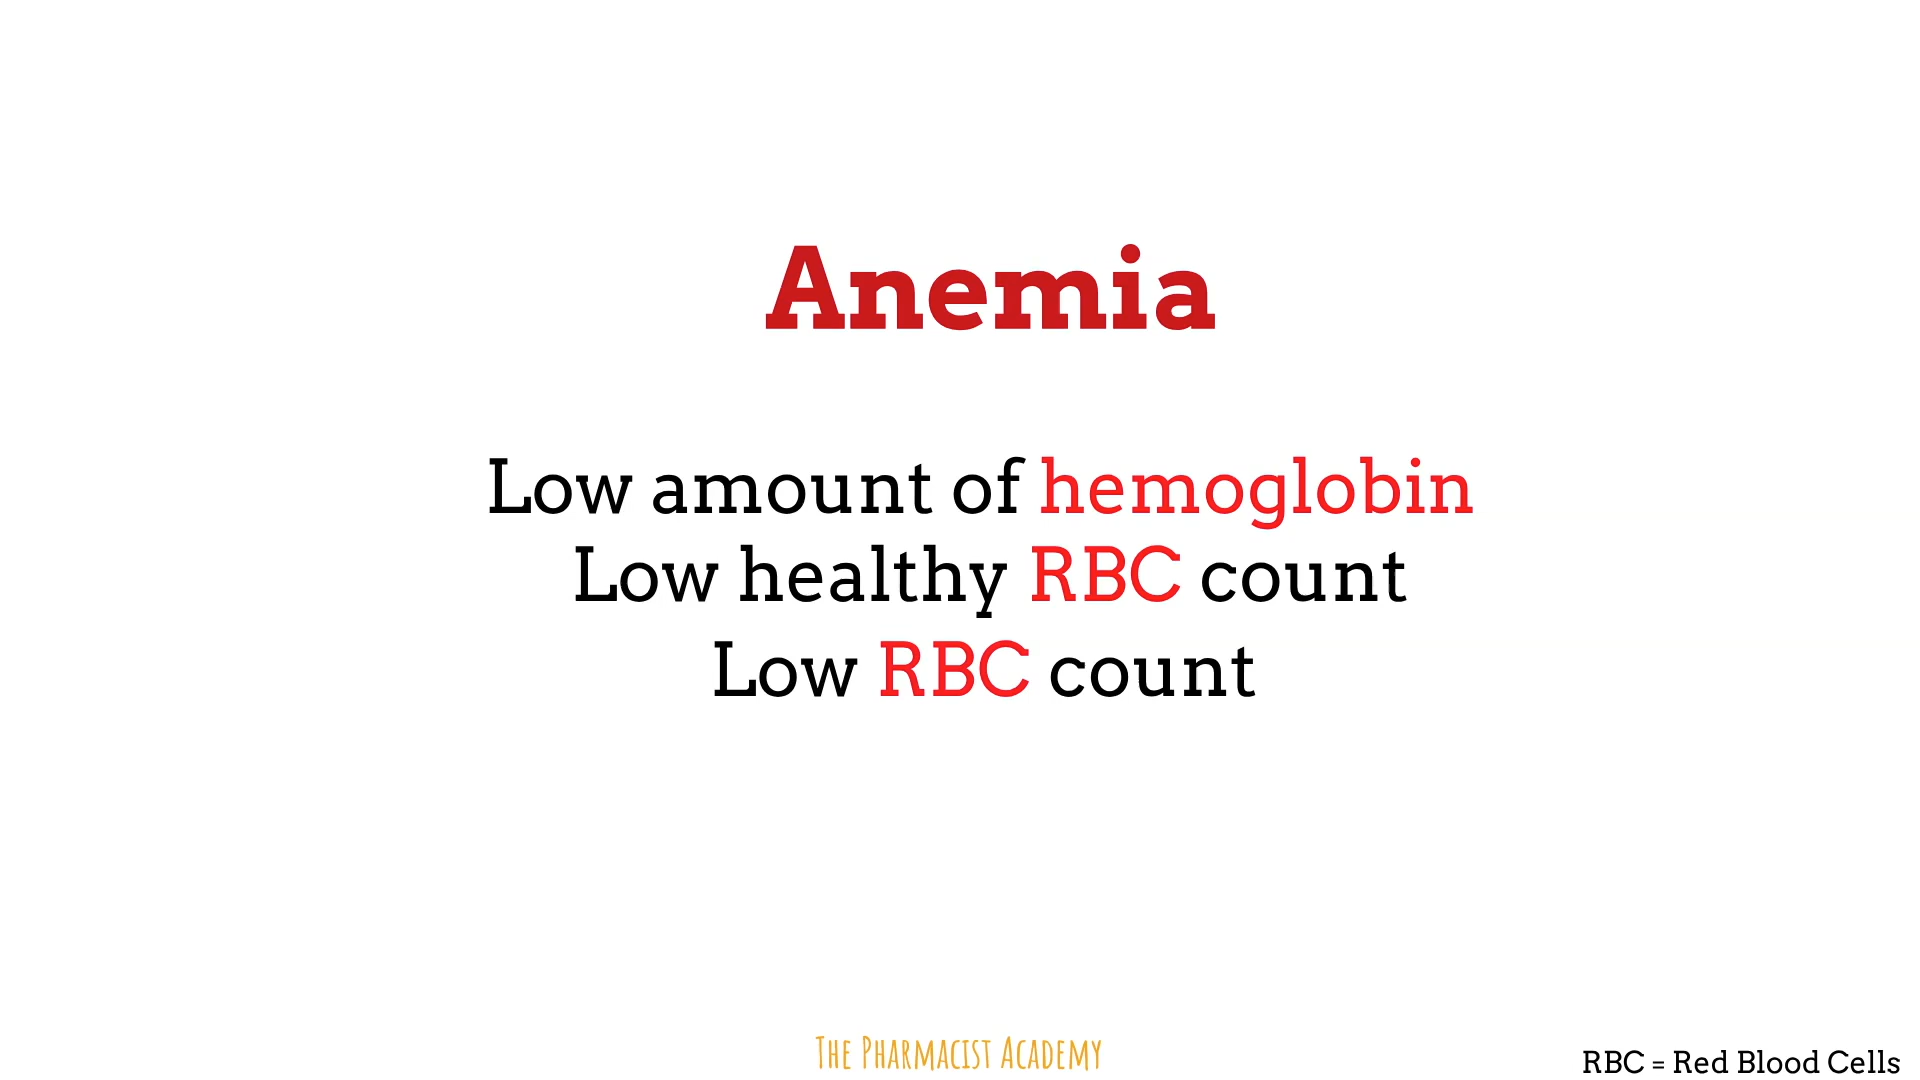 Anemia
Low amount of hemoglobin
Low healthy RBC count
Low RBC count
The Pharmacist Academy
RBC = Red Blood Cells